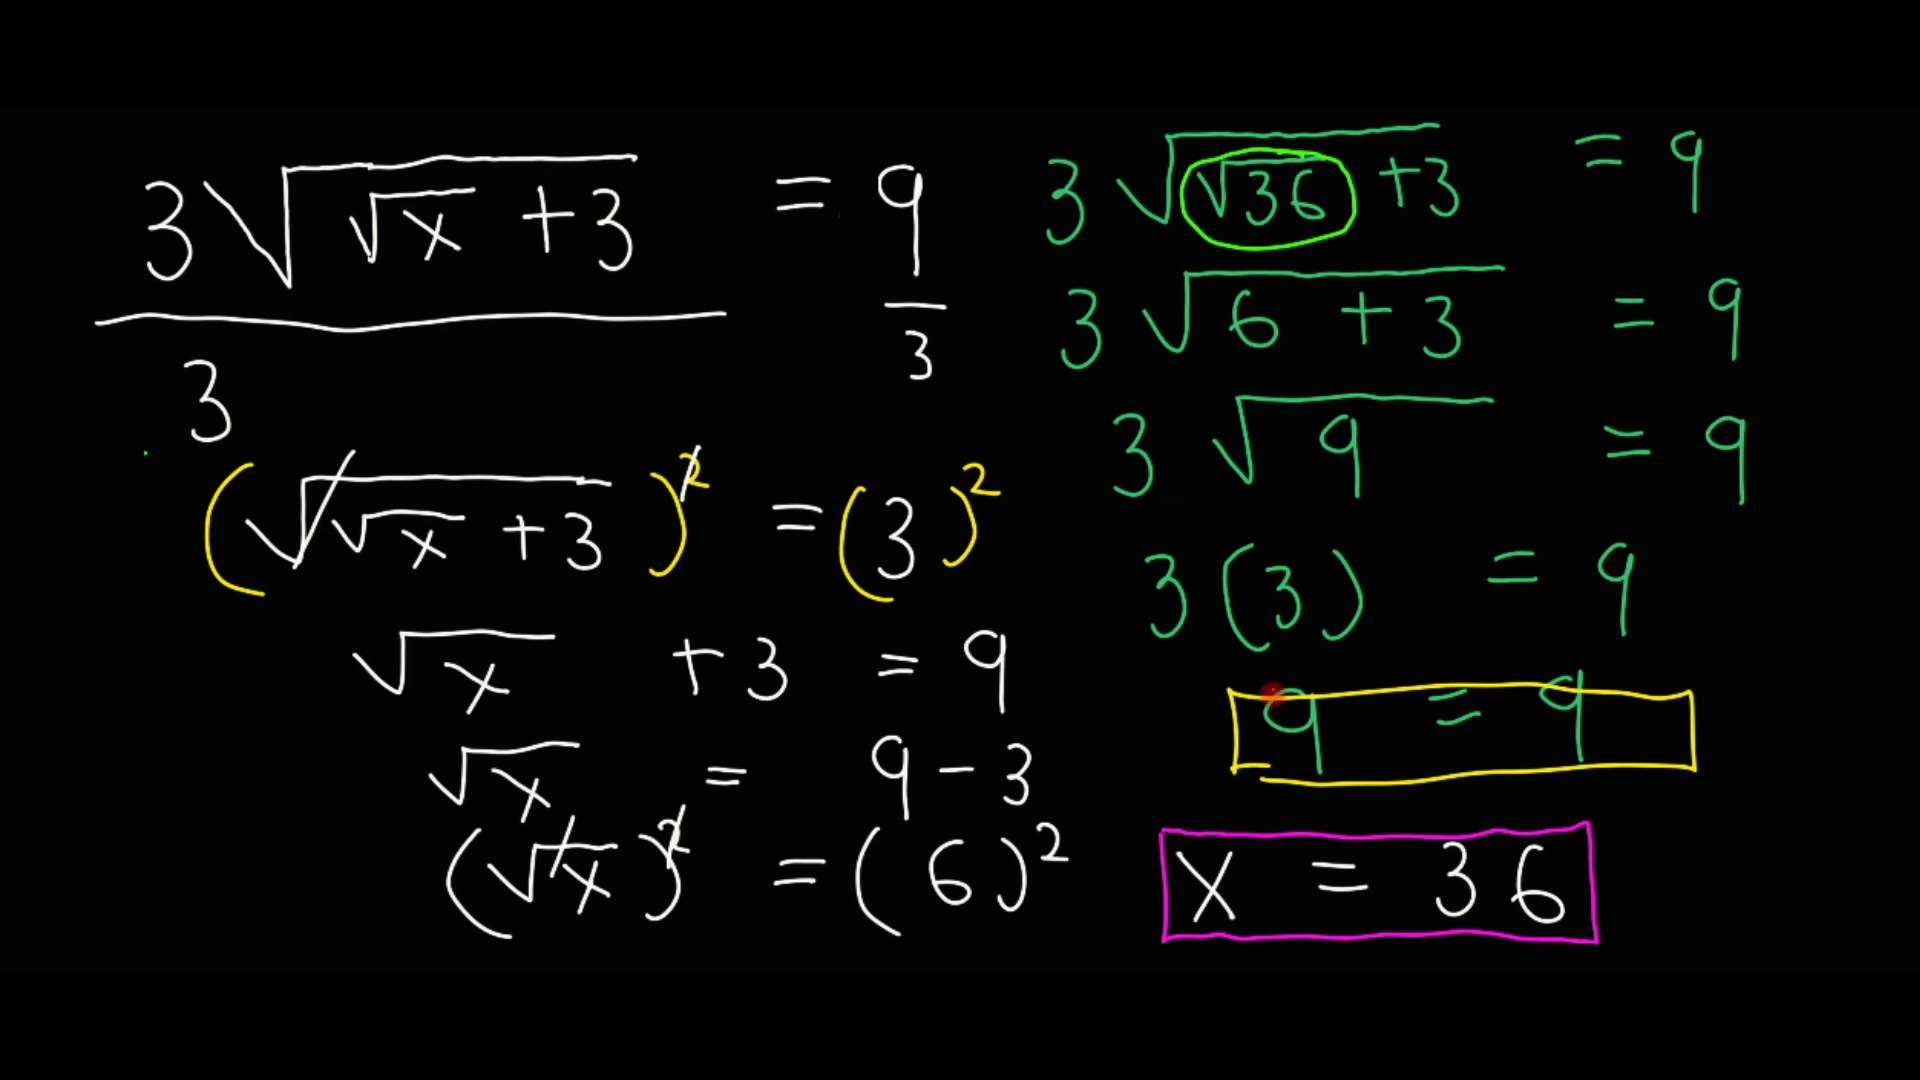 3√(√x + 3) = 9
3 3
(√(√x + 3))² = (3)²
√x + 3 = 9
√x = 9 - 3
(√x)² = (6)²
3√(√36 + 3) = 9
3√(6 + 3) = 9
3√9 = 9
3(3) = 9
9 = 9
x = 36